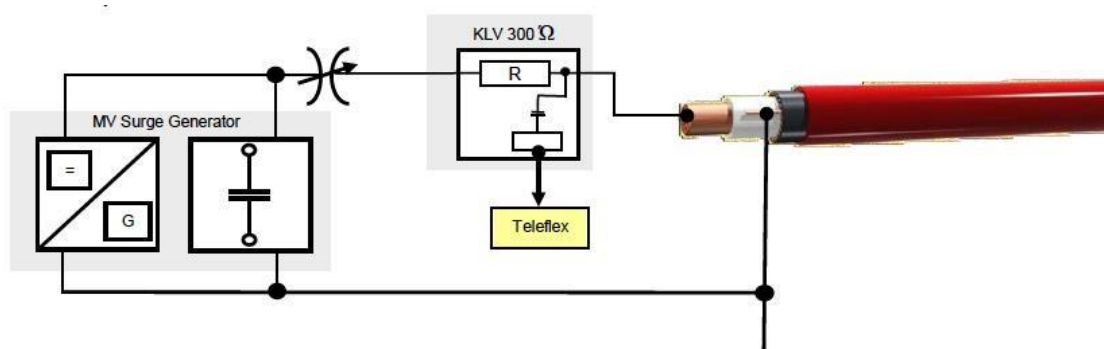 KLV 300 Ώ
R
MV Surge Generator
=
G
Teleflex